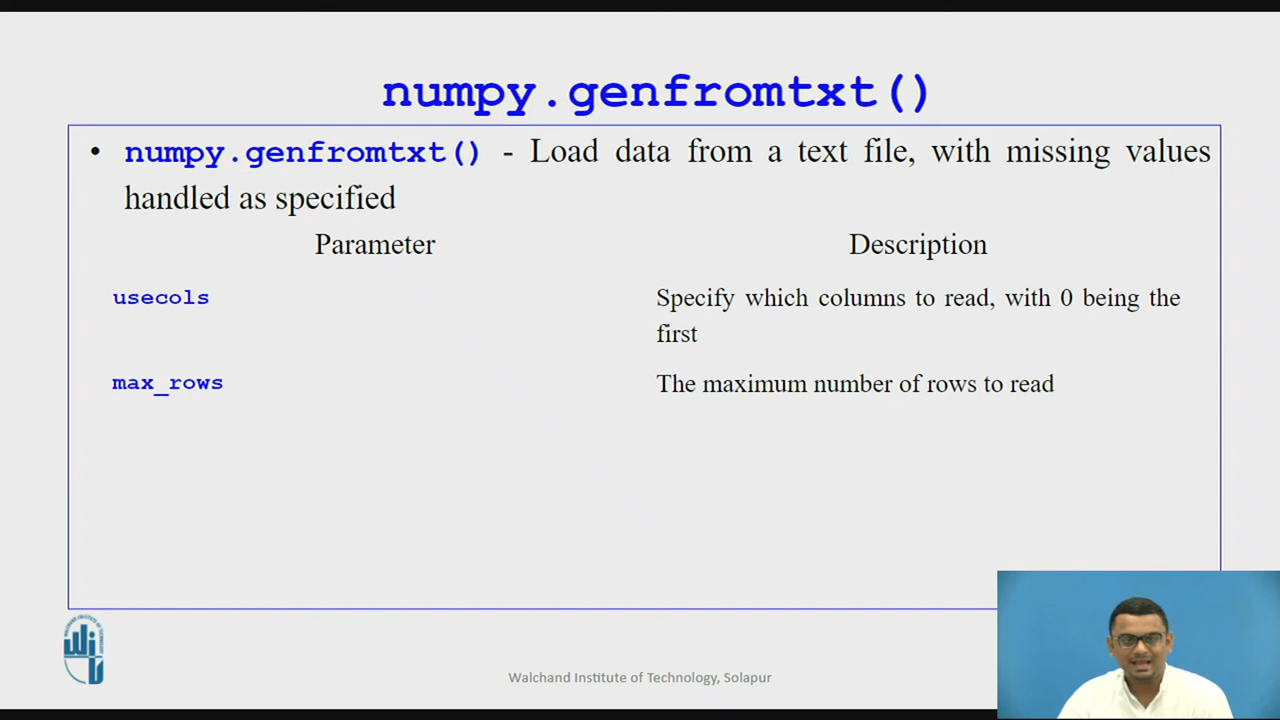 numpy.genfromtxt()
• numpy.genfromtxt() - Load data from a text file, with missing values
handled as specified
Parameter Description
usecols Specify which columns to read, with 0 being the
first
max_rows The maximum number of rows to read
Walchand Institute of Technology, Solapur